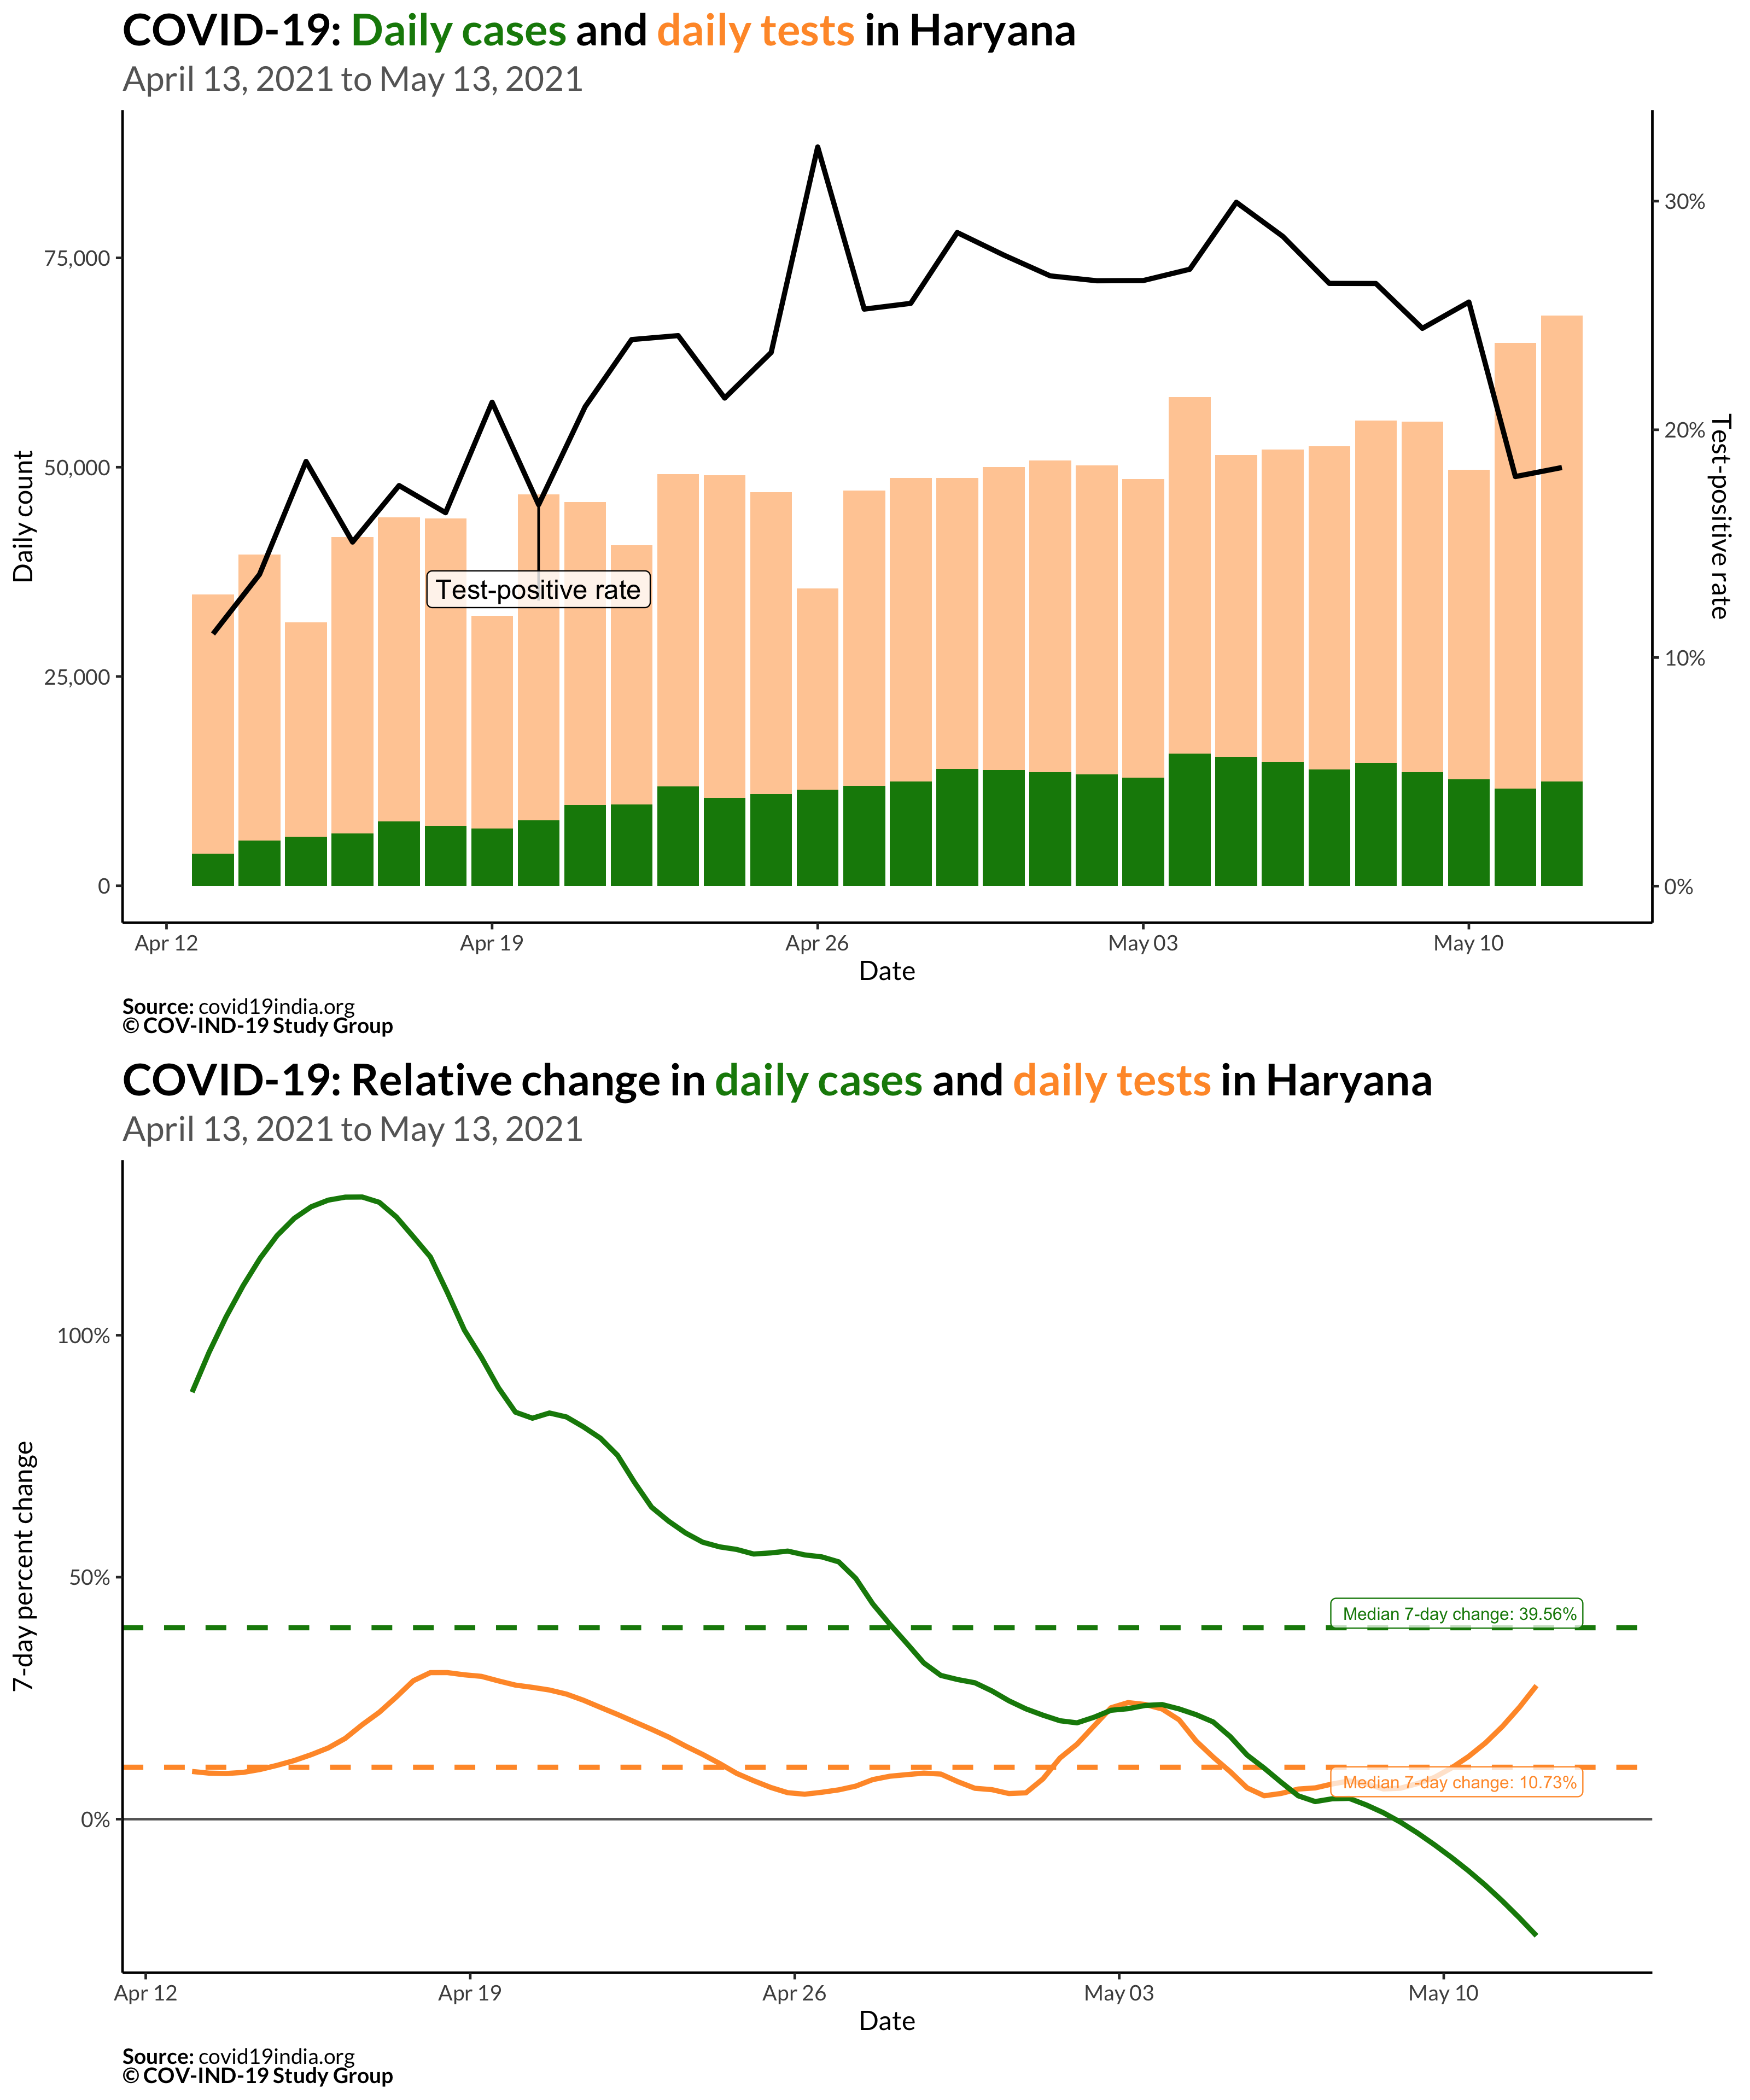 COVID-19: Daily cases and daily tests in Haryana
April 13, 2021 to May 13, 2021
Daily count
75,000
50,000
25,000
0
Test-positive rate
30%
20%
10%
0%
Test-positive rate
Apr 12
Apr 19
Apr 26
May 03
May 10
Date
Source: covid19india.org
© COV-IND-19 Study Group
COVID-19: Relative change in daily cases and daily tests in Haryana
April 13, 2021 to May 13, 2021
7-day percent change
100%
50%
0%
Median 7-day change: 39.56%
Median 7-day change: 10.73%
Apr 12
Apr 19
Apr 26
May 03
May 10
Date
Source: covid19india.org
© COV-IND-19 Study Group